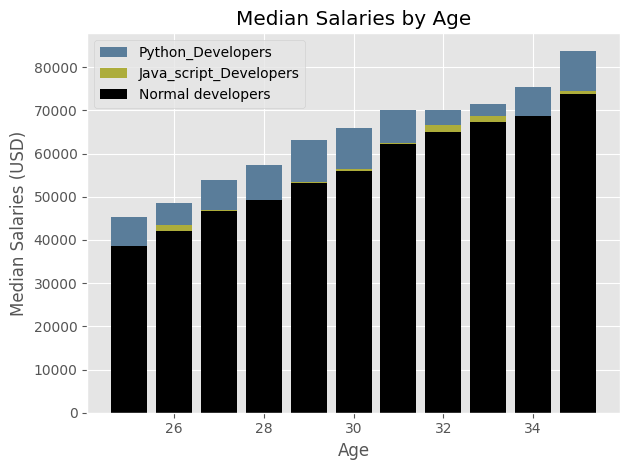 Median Salaries by Age
Python_Developers
Java_script_Developers
Normal developers
Median Salaries (USD)
80000
70000
60000
50000
40000
30000
20000
10000
0
26 28 30 32 34
Age